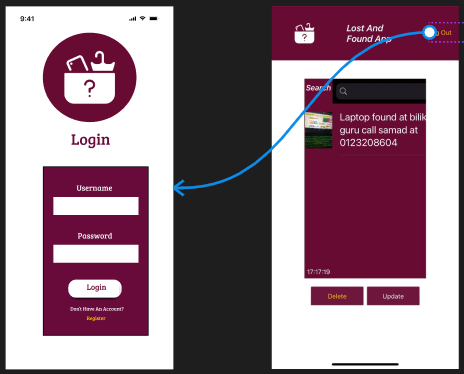 9:41
?
Login
Username
Password
Login
Don't Have An Account?
Register
Lost And
Found App
Out
Search
Laptop found at bilik
guru call samad at
0123208604
17:17:19
Delete
Update